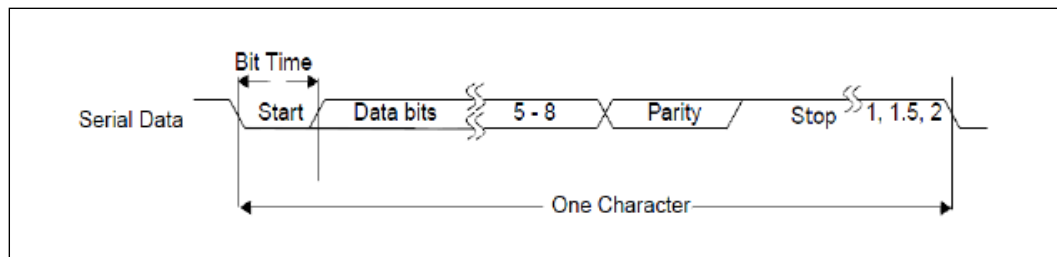 Bit Time
Serial Data Start Data bits 5 - 8 Parity Stop 1, 1.5, 2
One Character